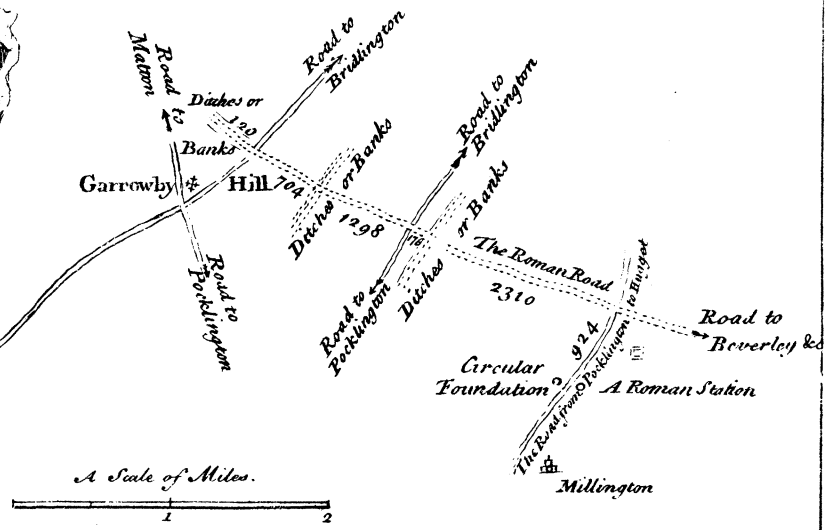 Road to
Malton
Road to
Bridlington
Ditches or
120
Banks
Garrowby Hill
704
Ditches or Banks
1298
Road to
Bridlington
176
Ditches or Banks
Road to
Pocklington
Road to
Pocklington
The Roman Road
2310
Road to
Beverley &c
924
The Road from Pocklington to Huaget
Circular
Foundation
A Roman Station
Millington
A Scale of Miles.
1
2